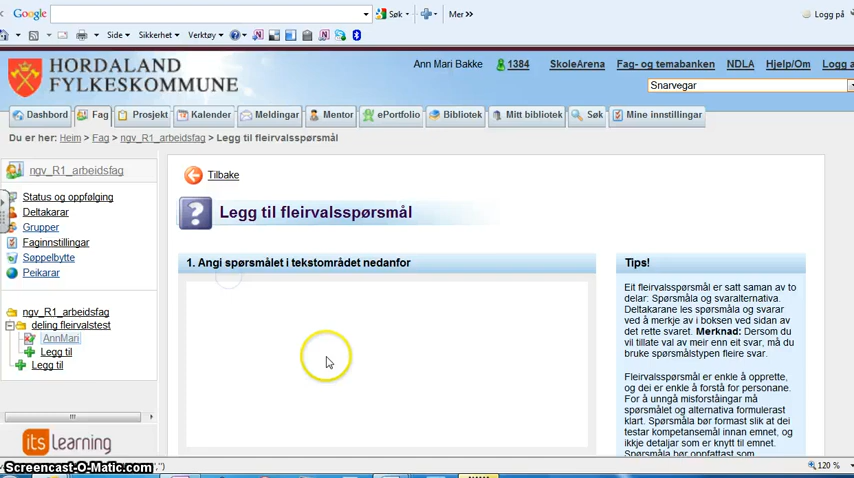 Google Søk Mer» Logg på
Side Sikkerhet Verktøy
HORDALAND
FYLKESKOMMUNE
Ann Mari Bakke 1384 SkoleArena Fag- og temabanken NDLA Hjelp/Om Logg a
Snarvegar
Dashbord Fag Prosjekt Kalender Meldingar Mentor ePortfolio Bibliotek Mitt bibliotek Søk Mine innstillingar
Du er her: Heim > Fag > ngv_R1_arbeidsfag > Legg til fleirvalsspørsmål
ngv_R1_arbeidsfag
Status og oppfølging
Deltakarar
Grupper
Faginnstillingar
Søppelbytte
Peikarar
ngv_R1_arbeidsfag
deling fleirvalstest
AnnMari
Legg til
Legg til
its learning
Tilbake
Legg til fleirvalsspørsmål
1. Angi spørsmålet i tekstområdet nedanfor
Tips!
Eit fleirvalsspørsmål er satt saman av to
delar: Spørsmåla og svaralternativa.
Deltakarane les spørsmåla og svarar
ved å merkje av i boksen ved sidan av
det rette svaret. Merknad: Dersom du
vil tillate val av meir enn eit svar, må du
bruke spørsmålstypen fleire svar.
Fleirvalsspørsmål er enkle å opprette,
og dei er enkle å forstå for personane.
For å unngå misforståingar må
spørsmålet og alternativa formulerast
klart. Spørsmåla bør formast slik at dei
testar kompetansemål innan emnet, og
ikkje detaljar som er knytt til emnet.
Spørsmåla bør oppfattast som
Screencast-O-Matic.com
120 %